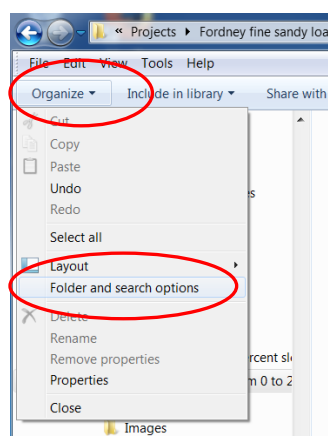 « Projects ▸ Fordney fine sandy loa
File Edit View Tools Help
Organize ▾ Include in library ▾ Share with
Cut
Copy
Paste
Undo
Redo
Select all
Layout
Folder and search options
Delete
Rename
Remove properties
Properties
Close
rcent sl
m 0 to 2
Images